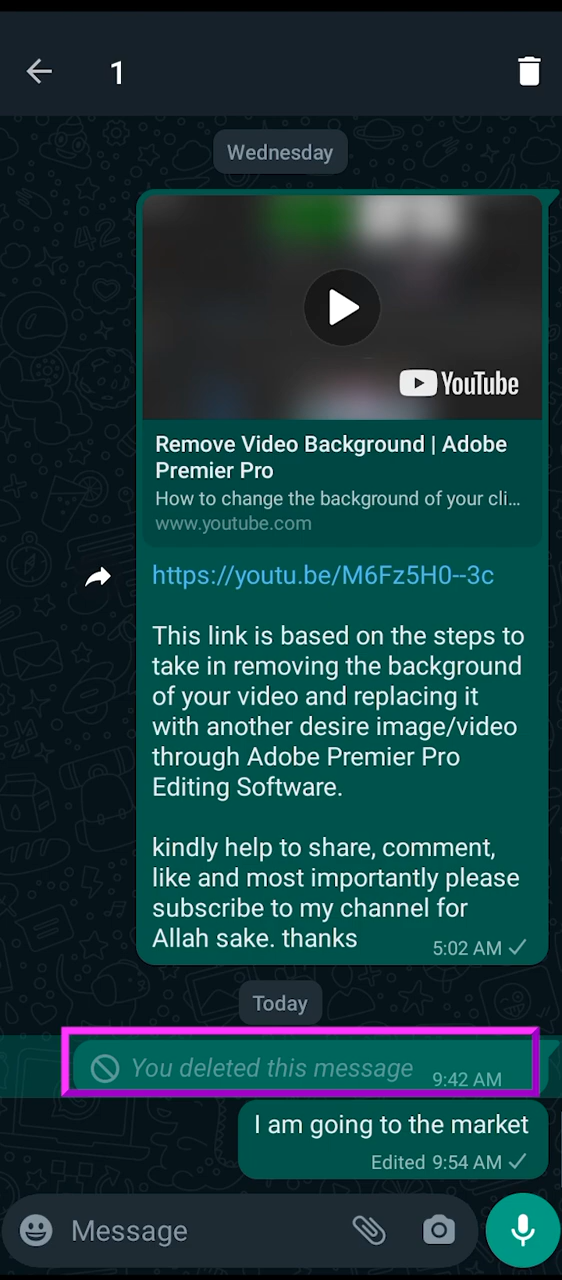 1
Wednesday
YouTube
Remove Video Background | Adobe
Premier Pro
How to change the background of your cli...
www.youtube.com
https://youtu.be/M6Fz5H0--3c
This link is based on the steps to
take in removing the background
of your video and replacing it
with another desire image/video
through Adobe Premier Pro
Editing Software.
kindly help to share, comment,
like and most importantly please
subscribe to my channel for
Allah sake. thanks
5:02 AM
Today
You deleted this message
9:42 AM
I am going to the market
Edited 9:54 AM
Message